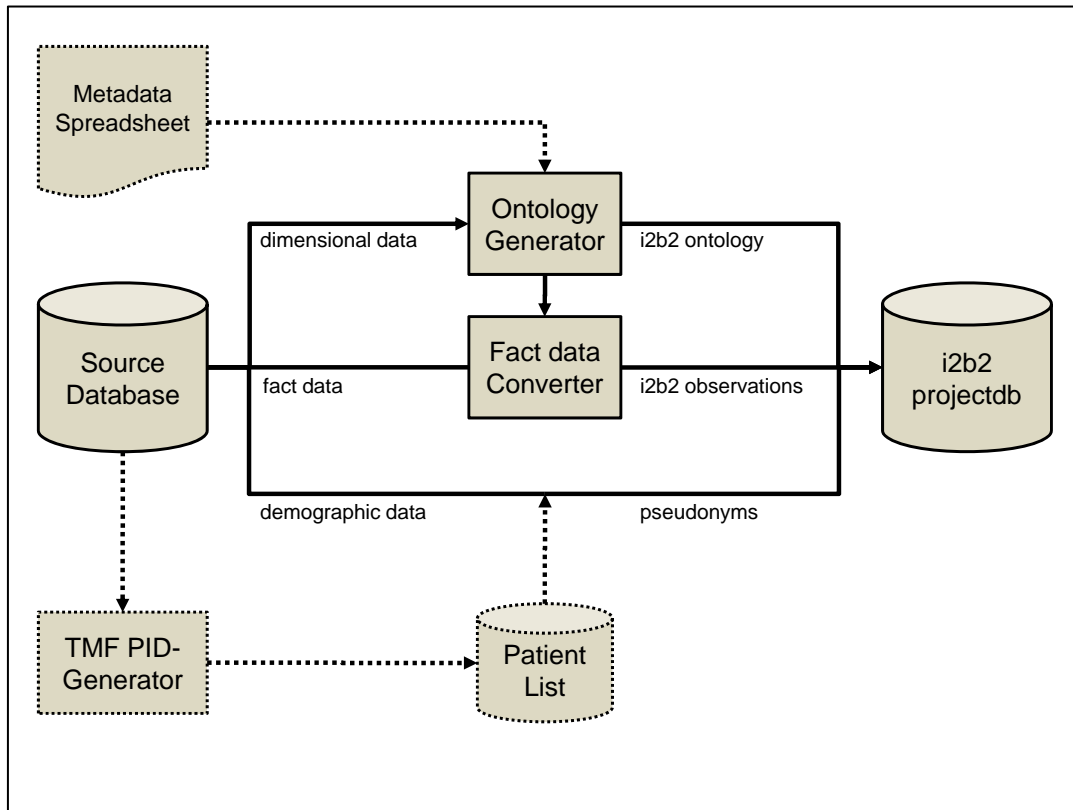 Metadata
Spreadsheet
Ontology
Generator
dimensional data
i2b2 ontology
Source
Database
Fact data
Converter
fact data
i2b2 observations
i2b2
projectdb
demographic data
pseudonyms
TMF PID-
Generator
Patient
List